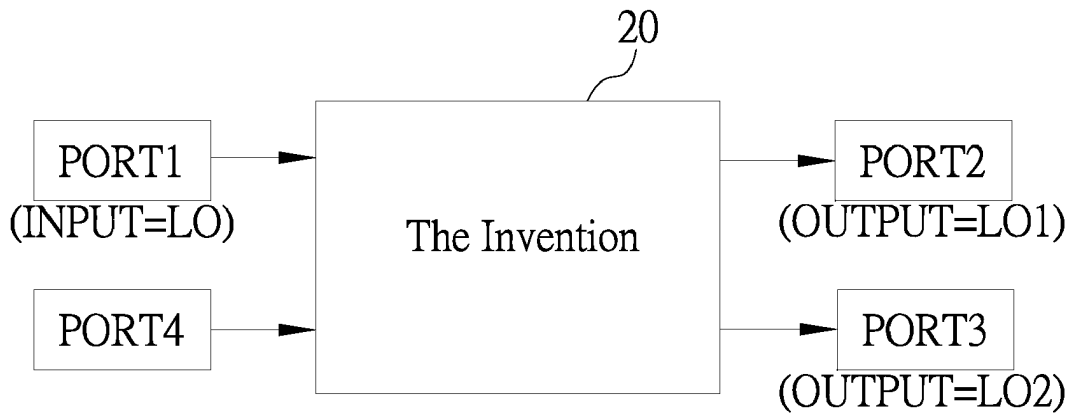 20
PORT1
(INPUT=LO)
The Invention
PORT2
(OUTPUT=LO1)
PORT4
PORT3
(OUTPUT=LO2)